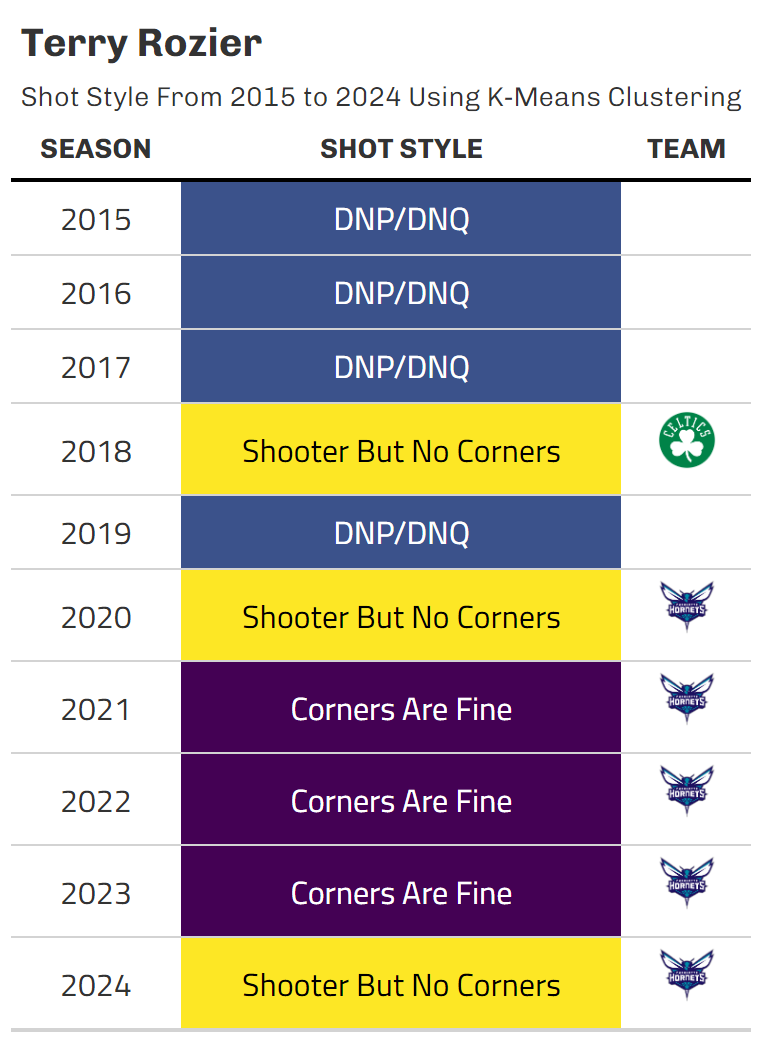 Terry Rozier
Shot Style From 2015 to 2024 Using K-Means Clustering
SEASON SHOT STYLE TEAM
2015 DNP/DNQ
2016 DNP/DNQ
2017 DNP/DNQ
2018 Shooter But No Corners CELTICS
2019 DNP/DNQ
2020 Shooter But No Corners HORNETS
2021 Corners Are Fine HORNETS
2022 Corners Are Fine HORNETS
2023 Corners Are Fine HORNETS
2024 Shooter But No Corners HORNETS